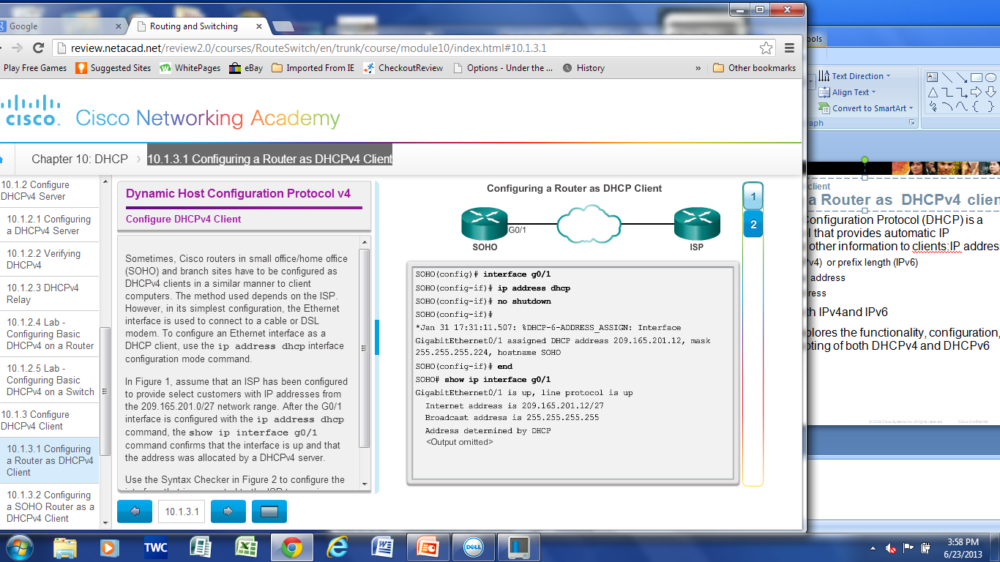 Google
Routing and Switching
review.netacad.net/review2.0/courses/RouteSwitch/en/trunk/course/module10/index.html#10.1.3.1
Play Free Games
Suggested Sites
WhitePages
eBay
Imported From IE
CheckoutReview
Options - Under the ...
History
»
Other bookmarks
CISCO
Cisco Networking Academy
Chapter 10: DHCP
10.1.3.1 Configuring a Router as DHCPv4 Client
10.1.2 Configure
DHCPv4 Server
10.1.2.1 Configuring
a DHCPv4 Server
10.1.2.2 Verifying
DHCPv4
10.1.2.3 DHCPv4
Relay
10.1.2.4 Lab -
Configuring Basic
DHCPv4 on a Router
10.1.2.5 Lab -
Configuring Basic
DHCPv4 on a Switch
10.1.3 Configure
DHCPv4 Client
10.1.3.1 Configuring
a Router as DHCPv4
Client
10.1.3.2 Configuring
a SOHO Router as a
DHCPv4 Client
Dynamic Host Configuration Protocol v4
Configure DHCPv4 Client
Sometimes, Cisco routers in small office/home office
(SOHO) and branch sites have to be configured as
DHCPv4 clients in a similar manner to client
computers. The method used depends on the ISP.
However, in its simplest configuration, the Ethernet
interface is used to connect to a cable or DSL
modem. To configure an Ethernet interface as a
DHCP client, use the ip address dhcp interface
configuration mode command.
In Figure 1, assume that an ISP has been configured
to provide select customers with IP addresses from
the 209.165.201.0/27 network range. After the G0/1
interface is configured with the ip address dhcp
command, the show ip interface g0/1
command confirms that the interface is up and that
the address was allocated by a DHCPv4 server.
Use the Syntax Checker in Figure 2 to configure the
10.1.3.1
Configuring a Router as DHCP Client
G0/1
SOHO
ISP
SOHO(config)# interface g0/1
SOHO(config-if)# ip address dhcp
SOHO(config-if)# no shutdown
SOHO(config-if)#
*Jan 31 17:31:11.507: %DHCP-6-ADDRESS_ASSIGN: Interface
GigabitEthernet0/1 assigned DHCP address 209.165.201.12, mask
255.255.255.224, hostname SOHO
SOHO(config-if)# end
SOHO# show ip interface g0/1
GigabitEthernet0/1 is up, line protocol is up
Internet address is 209.165.201.12/27
Broadcast address is 255.255.255.255
Address determined by DHCP
<Output omitted>
1
2
ols
Text Direction
Align Text
Convert to SmartArt
raph
client
a Router as DHCPv4 clien
Configuration Protocol (DHCP) is a
l that provides automatic IP
other information to clients:IP address
v4) or prefix length (IPv6)
address
ress
th IPv4and IPv6
plores the functionality, configuration,
oting of both DHCPv4 and DHCPv6
TWC
DELL
3:58 PM
6/23/2013